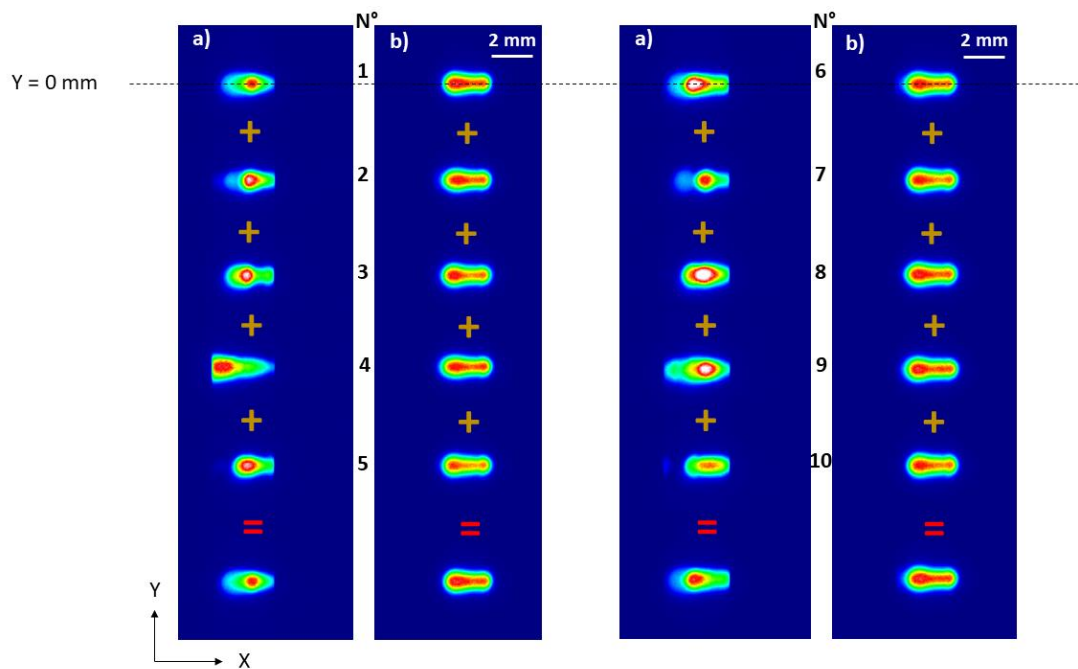 N° N°
a) b) 2 mm a) b) 2 mm
Y = 0 mm 1 6
+ + + +
2 7
+ + + +
3 8
+ + + +
4 9
+ + + +
5 10
= = = =
Y
X